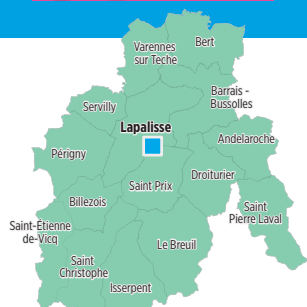 Varennes
sur Teche
Bert
Barrais -
Bussolles
Servilly
Lapalisse
Andelaroche
Périgny
Droiturier
Saint Prix
Billezois
Saint
Pierre Laval
Saint-Étienne
de-Vicq
Le Breuil
Saint
Christophe
Isserpent